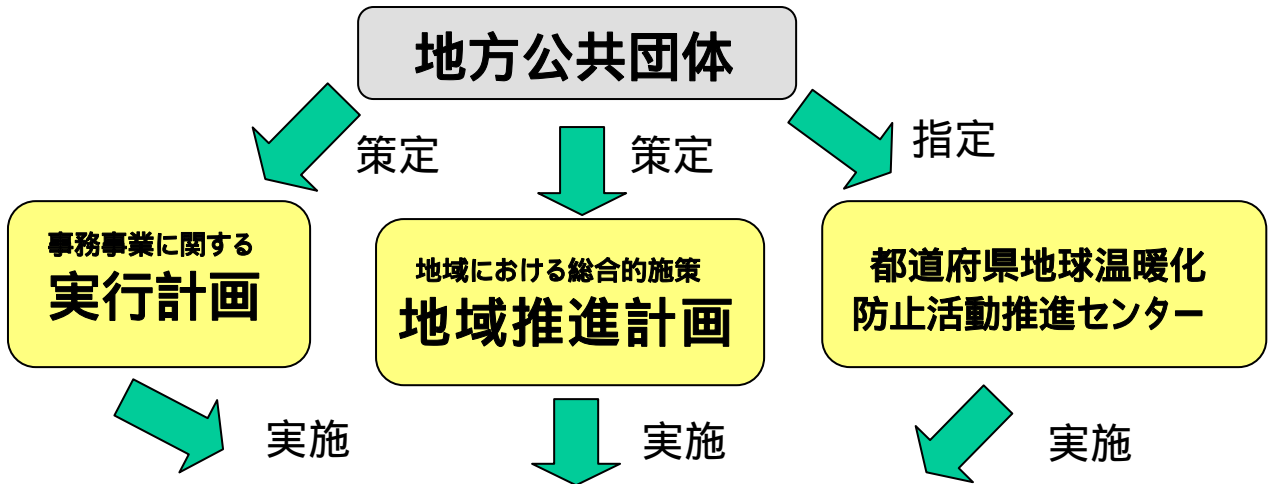 地方公共団体
策定
策定
指定
事務事業に関する
実行計画
地域における総合的施策
地域推進計画
都道府県地球温暖化
防止活動推進センター
実施
実施
実施